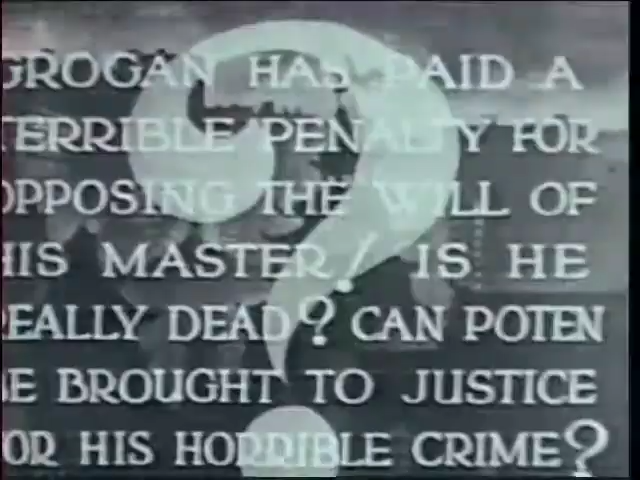 GROGAN HAS PAID A
TERRIBLE PENALTY FOR
OPPOSING THE WILL OF
HIS MASTER! IS HE
REALLY DEAD? CAN POTEN
BE BROUGHT TO JUSTICE
FOR HIS HORRIBLE CRIME?